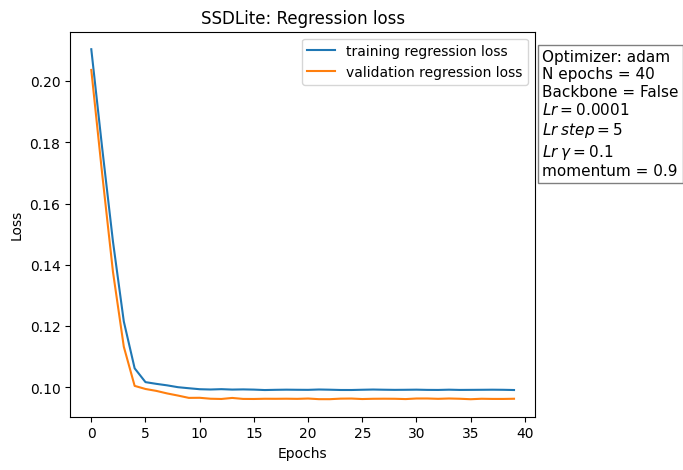 SSDLite: Regression loss
training regression loss
validation regression loss
Optimizer: adam
N epochs = 40
Backbone = False
Lr = 0.0001
Lr step = 5
Lr γ = 0.1
momentum = 0.9
Loss
0.20
0.18
0.16
0.14
0.12
0.10
0 5 10 15 20 25 30 35 40
Epochs